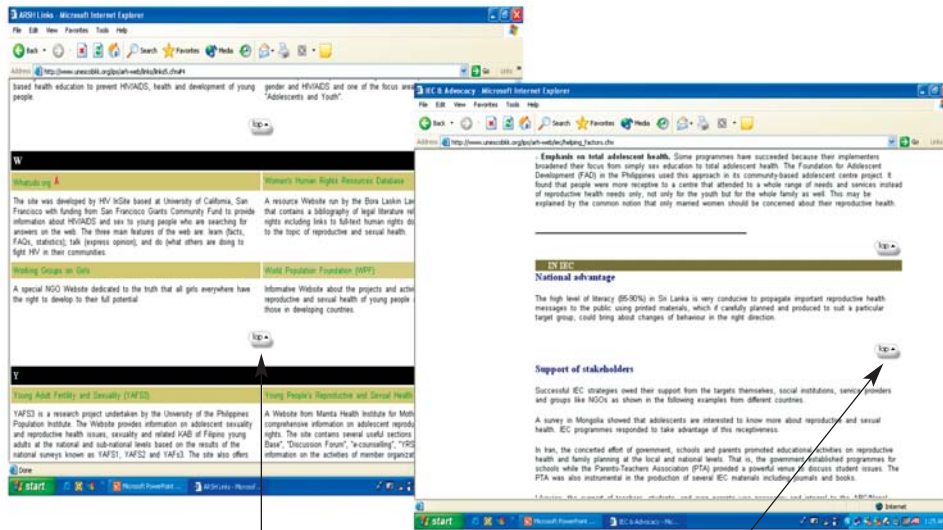 ARSH Links - Microsoft Internet Explorer
File Edit View Favorites Tools Help
Back Search Favorites Media
Address http://www.unescobkk.org/ips/arh-web/links/links5.cfm#4 Go Links
based health education to prevent HIV/AIDS, health and development of young
people.
gender and HIV/AIDS and one of the focus areas
"Adolescents and Youth".
top
W
Whatudo.org
The site was developed by HIV InSite based at University of California, San
Francisco with funding from San Francisco Giants Community Fund to provide
information about HIV/AIDS and sex to young people who are searching for
answers on the web. The three main features of the web are: learn (facts,
FAQs, statistics); talk (express opinion), and do (what others are doing to
fight HIV in their communities.
Women's Human Rights Resources Database
A resource Website run by the Bora Laskin Law
that contains a bibliography of legal literature rel
rights including links to full-text human rights do
to the topic of reproductive and sexual health.
Working Groups on Girls
A special NGO Website dedicated to the truth that all girls everywhere have
the right to develop to their full potential
World Population Foundation (WPF)
Informative Website about the projects and activ
reproductive and sexual health of young people
those in developing countries.
top
Y
Young Adult Fertility and Sexuality (YAFS3)
YAFS3 is a research project undertaken by the University of the Philippines
Population Institute. The Website provides information on adolescent sexuality
and reproductive health issues, sexuality and related KAB of Filipino young
adults at the national and sub-national levels based on the results of the
national surveys known as YAFS1, YAFS2 and YAFs3. The site also offers
Young People's Reproductive and Sexual Health
A Website from Mamta Health Institute for Moth
comprehensive information on adolescent reprodu
rights. The site contains several useful sections
Base", "Discussion Forum", "e-counselling", "YRS
information on the activities of member organizat
Done
start Microsoft PowerPoint ... ARSH Links - Microsof...
IEC & Advocacy - Microsoft Internet Explorer
File Edit View Favorites Tools Help
Back Search Favorites Media
Address http://www.unescobkk.org/ips/arh-web/iec/helping_factors.cfm Go Links
- Emphasis on total adolescent health. Some programmes have succeeded because their implementers
broadened their focus from simply sex education to total adolescent health. The Foundation for Adolescent
Development (FAD) in the Philippines used this approach in its community-based adolescent centre project. It
found that people were more receptive to a centre that attended to a whole range of needs and services instead
of reproductive health needs only, not only for the youth but for the whole family as well. This may be
explained by the common notion that only married women should be concerned about their reproductive health.
top
IN IEC
National advantage
The high level of literacy (85-90%) in Sri Lanka is very conducive to propagate important reproductive health
messages to the public using printed materials, which if carefully planned and produced to suit a particular
target group, could bring about changes of behaviour in the right direction.
top
Support of stakeholders
Successful IEC strategies owed their support from the targets themselves, social institutions, service providers
and groups like NGOs as shown in the following examples from different countries.
A survey in Mongolia showed that adolescents are interested to know more about reproductive and sexual
health. IEC programmes responded to take advantage of this receptiveness.
In Iran, the concerted effort of government, schools and parents promoted educational activities on reproductive
health and family planning at the local and national levels. That is, the government established programmes for
schools while the Parents-Teachers Association (PTA) provided a powerful venue to discuss student issues. The
PTA was also instrumental in the production of several IEC materials including journals and books.
Internet
start Microsoft PowerPoint ... IEC & Advocacy - Mic...